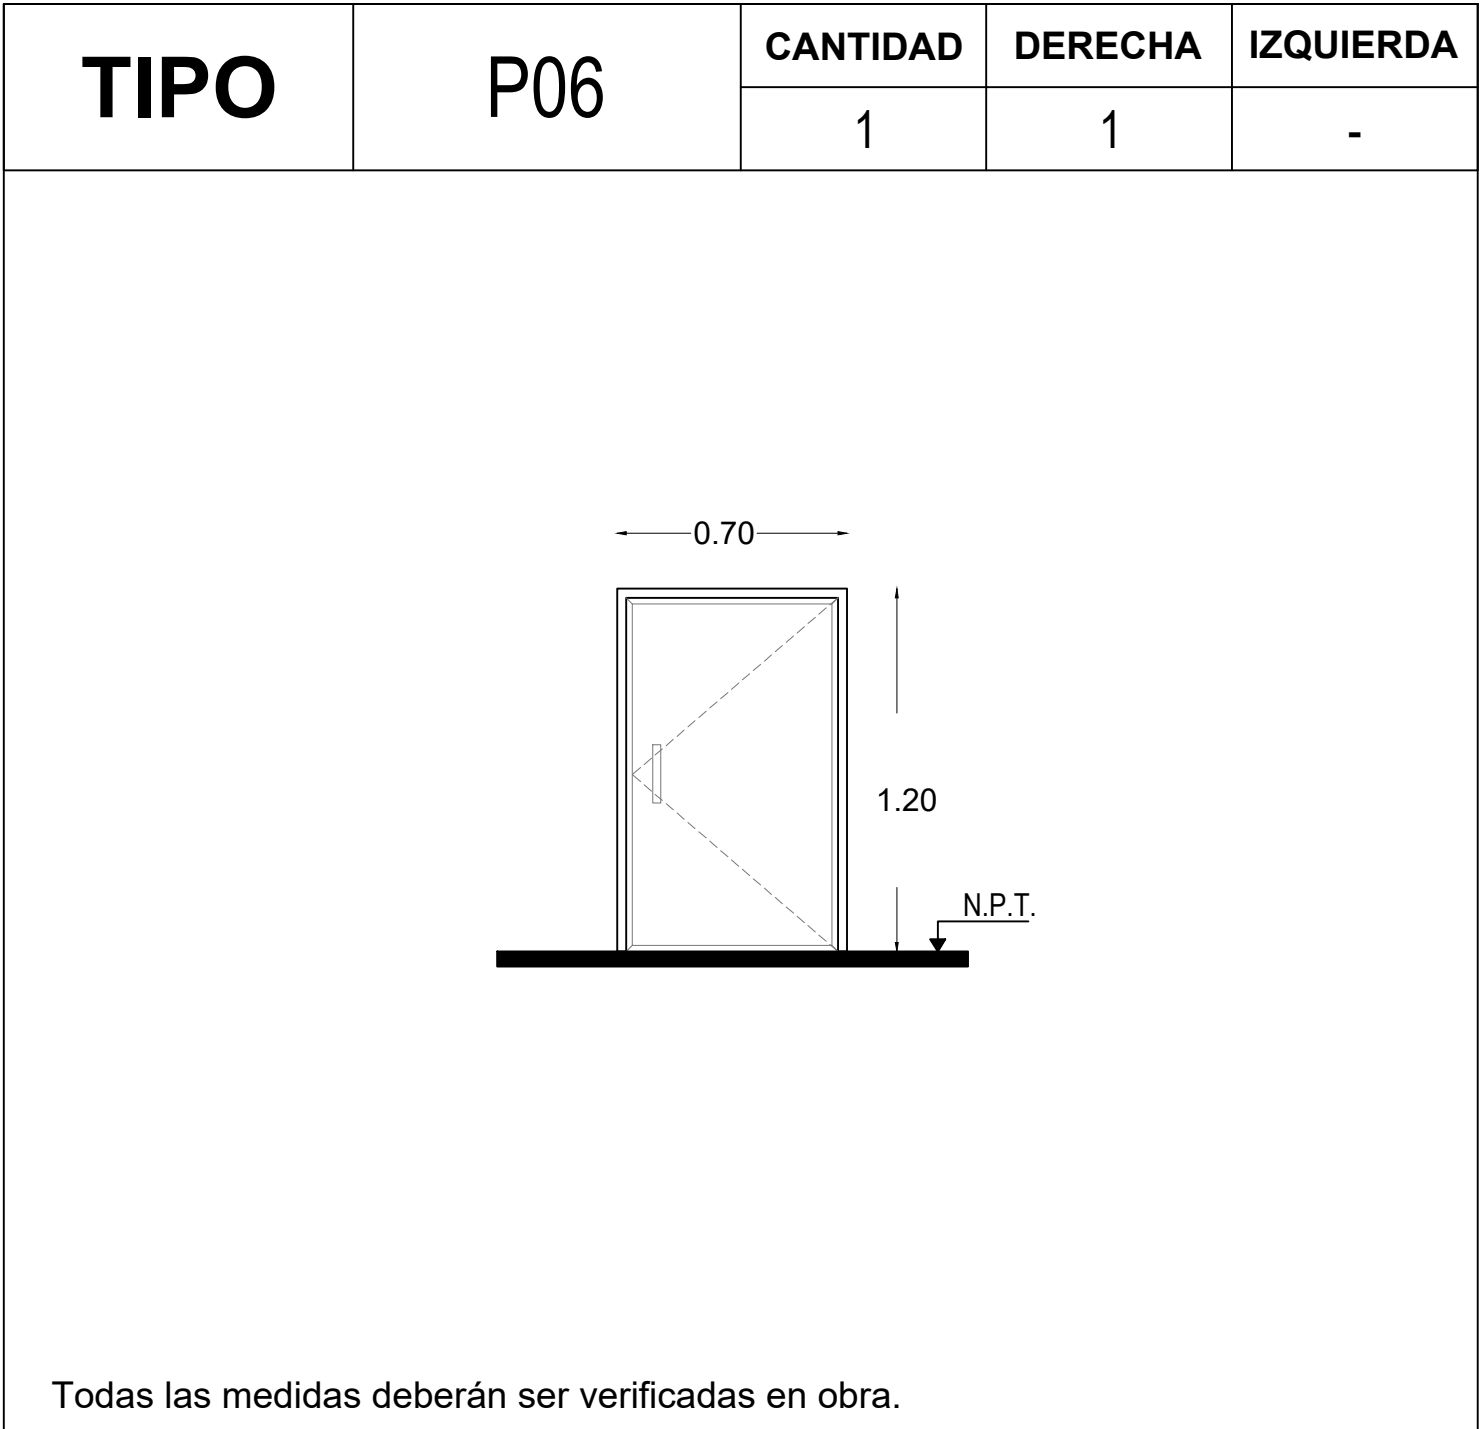 TIPO
P06
CANTIDAD
DERECHA
IZQUIERDA
1
1
-
0.70
1.20
N.P.T.
Todas las medidas deberán ser verificadas en obra.